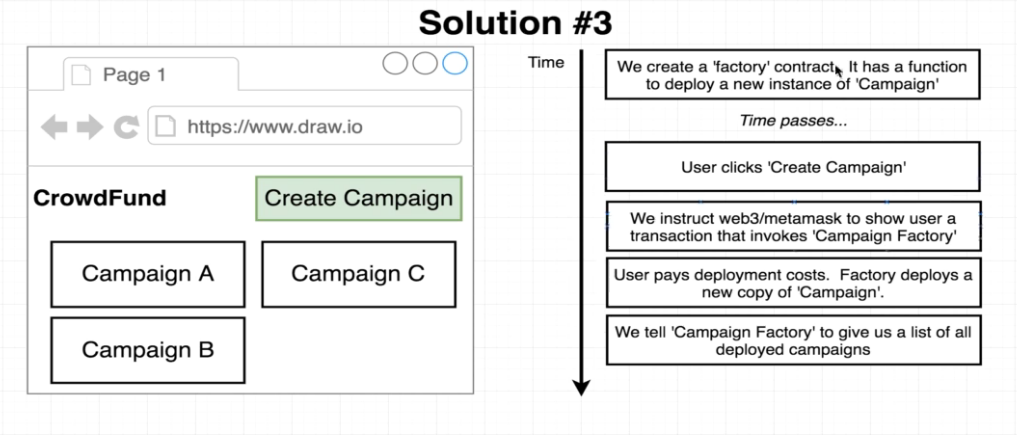 Solution #3
Page 1
https://www.draw.io
CrowdFund
Create Campaign
Campaign A
Campaign C
Campaign B
Time
We create a 'factory' contract. It has a function
to deploy a new instance of 'Campaign'
Time passes...
User clicks 'Create Campaign'
We instruct web3/metamask to show user a
transaction that invokes 'Campaign Factory'
User pays deployment costs. Factory deploys a
new copy of 'Campaign'.
We tell 'Campaign Factory' to give us a list of all
deployed campaigns